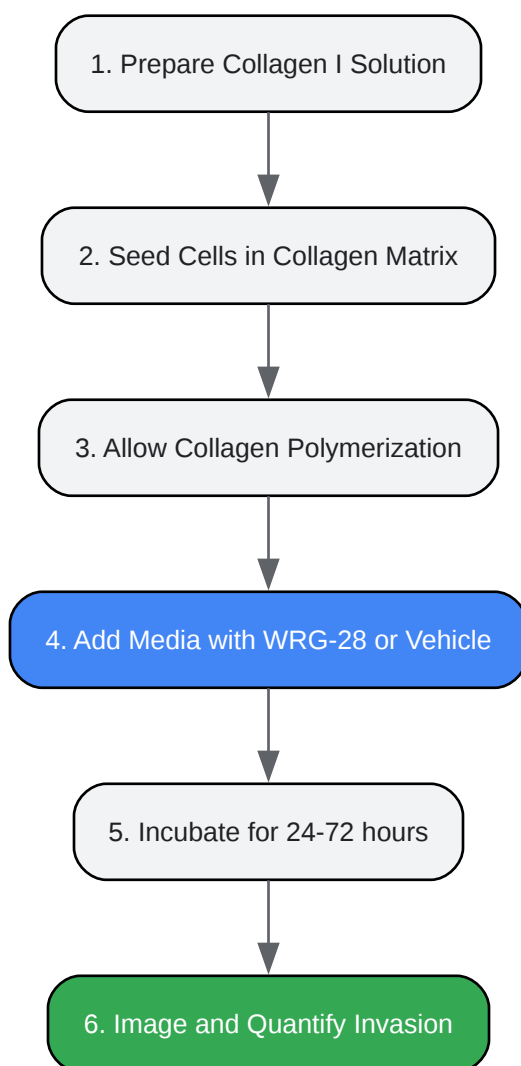 1. Prepare Collagen I Solution
2. Seed Cells in Collagen Matrix
3. Allow Collagen Polymerization
4. Add Media with WRG-28 or Vehicle
5. Incubate for 24-72 hours
6. Image and Quantify Invasion